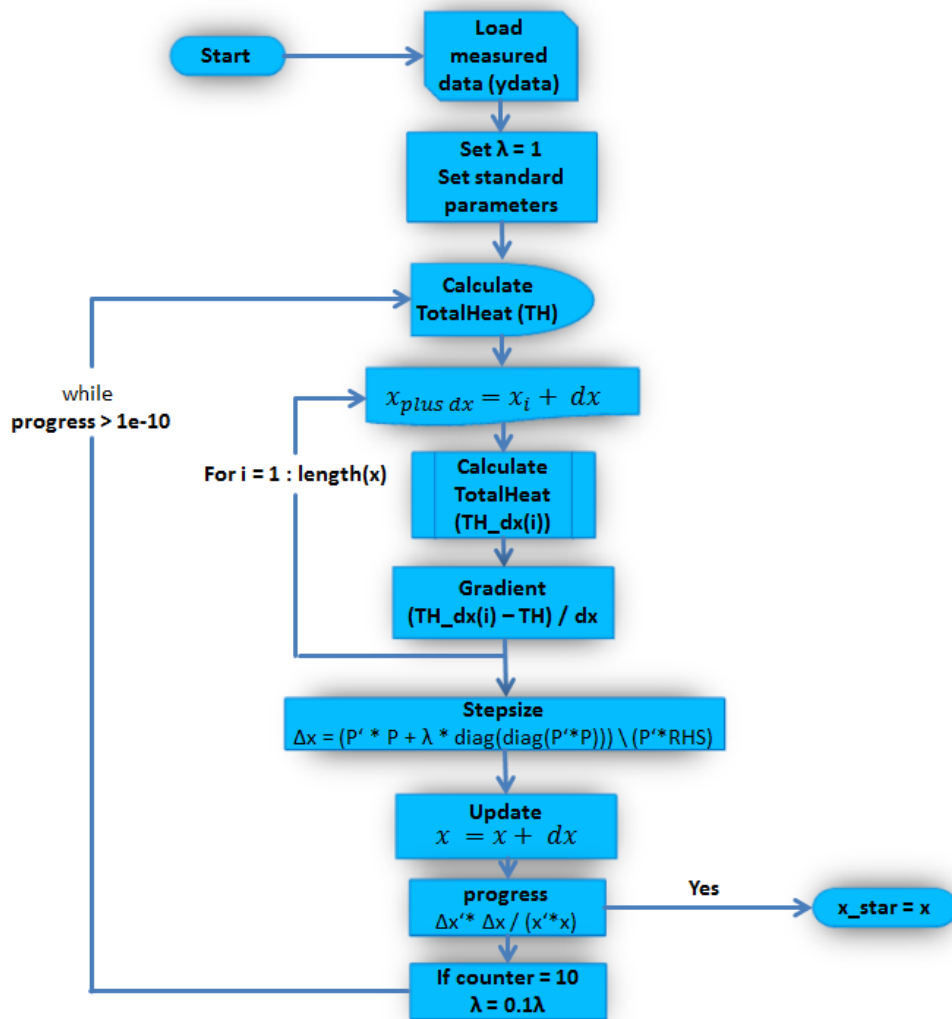 Start
Load
measured
data (ydata)
Set λ = 1
Set standard
parameters
Calculate
TotalHeat (TH)
while
progress > 1e-10
x_plus dx = x_i + dx
For i = 1 : length(x)
Calculate
TotalHeat
(TH_dx(i))
Gradient
(TH_dx(i) – TH) / dx
Stepsize
Δx = (P‘ * P + λ * diag(diag(P‘*P))) \ (P‘*RHS)
Update
x = x + dx
progress
Δx‘* Δx / (x‘*x)
Yes
x_star = x
If counter = 10
λ = 0.1λ